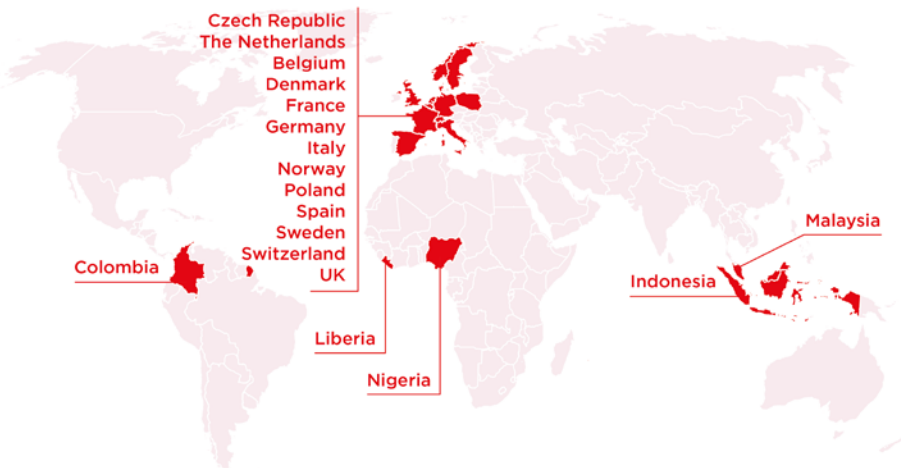 Czech Republic
The Netherlands
Belgium
Denmark
France
Germany
Italy
Norway
Poland
Spain
Sweden
Switzerland
UK
Colombia
Liberia
Nigeria
Malaysia
Indonesia